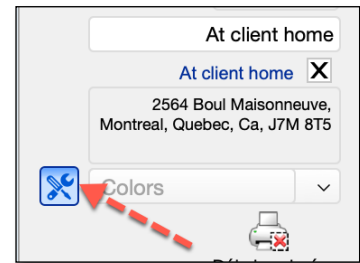 At client home
At client home X
2564 Boul Maisonneuve,
Montreal, Quebec, Ca, J7M 8T5
Colors